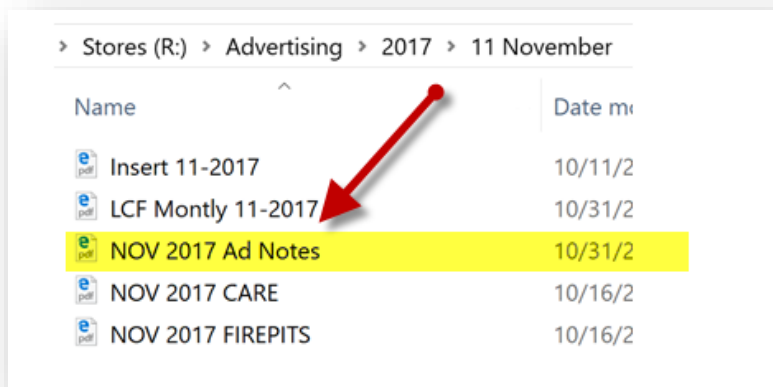 > Stores (R:) > Advertising > 2017 > 11 November
Name Date mo
Insert 11-2017 10/11/2
LCF Montly 11-2017 10/31/2
NOV 2017 Ad Notes 10/31/2
NOV 2017 CARE 10/16/2
NOV 2017 FIREPITS 10/16/2